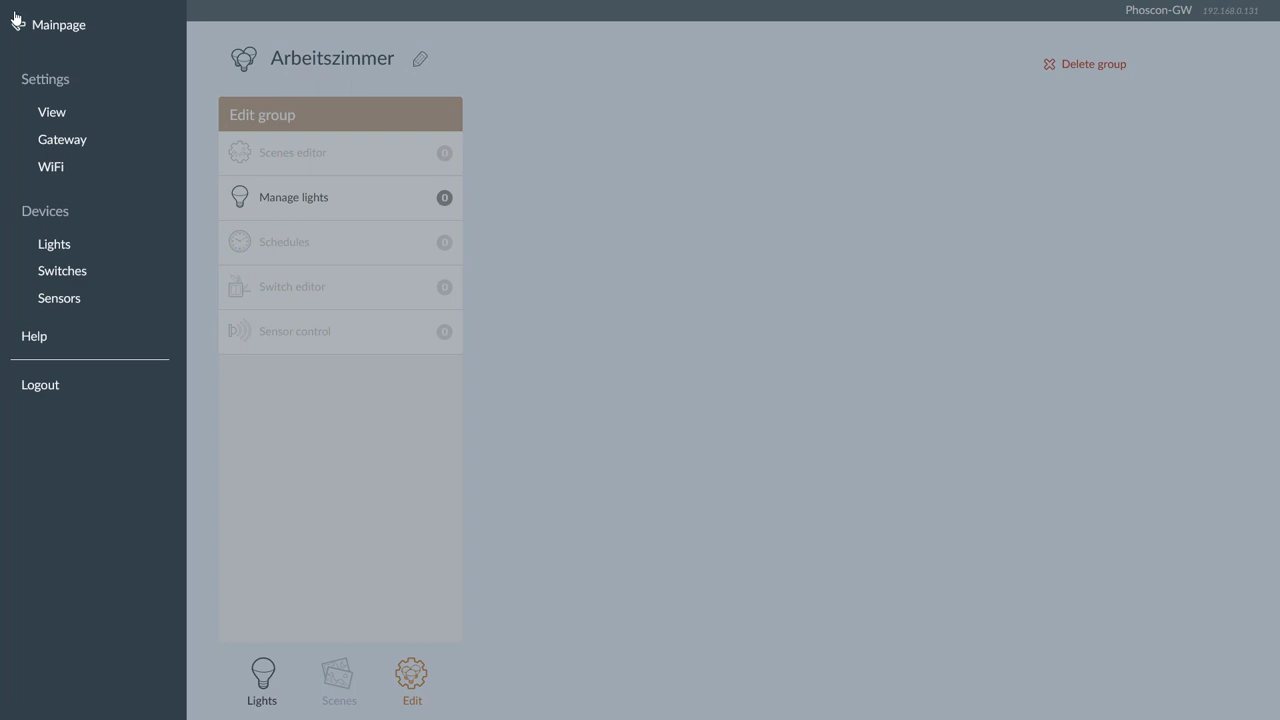 Mainpage
Settings
View
Gateway
WiFi
Devices
Lights
Switches
Sensors
Help
Logout
Phoscon-GW 192.168.0.131
Arbeitszimmer
Delete group
Edit group
Scenes editor 0
Manage lights 0
Schedules 0
Switch editor 0
Sensor control 0
Lights Scenes Edit